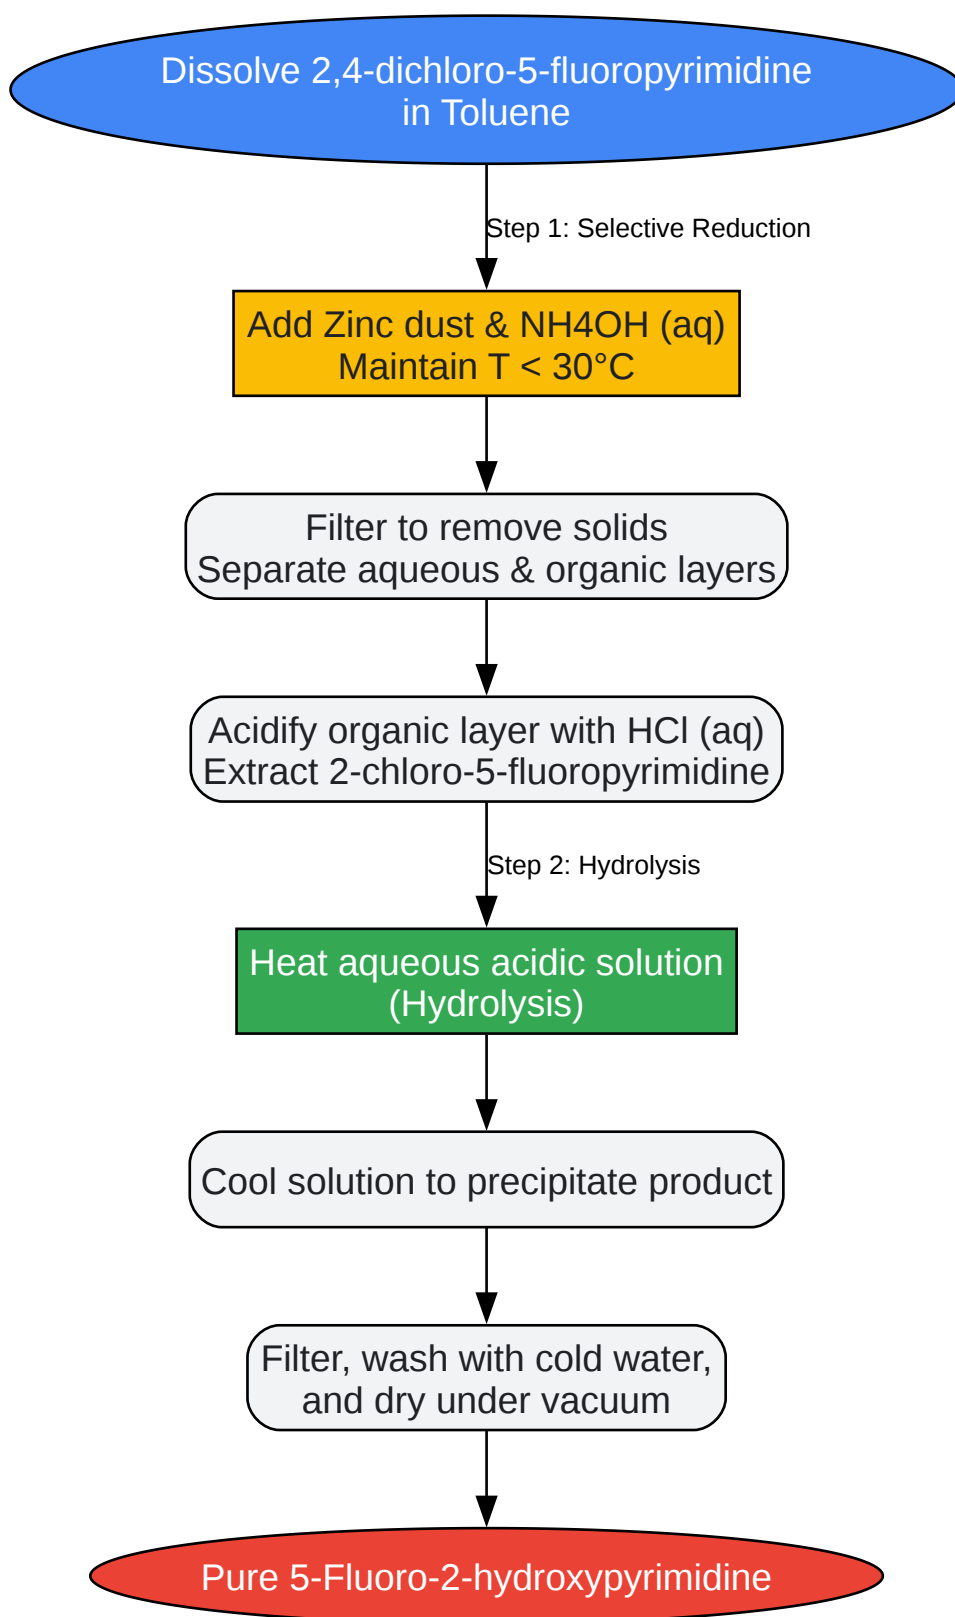 Dissolve 2,4-dichloro-5-fluoropyrimidine
in Toluene
Step 1: Selective Reduction
Add Zinc dust & NH4OH (aq)
Maintain T < 30°C
Filter to remove solids
Separate aqueous & organic layers
Acidify organic layer with HCl (aq)
Extract 2-chloro-5-fluoropyrimidine
Step 2: Hydrolysis
Heat aqueous acidic solution
(Hydrolysis)
Cool solution to precipitate product
Filter, wash with cold water,
and dry under vacuum
Pure 5-Fluoro-2-hydroxypyrimidine